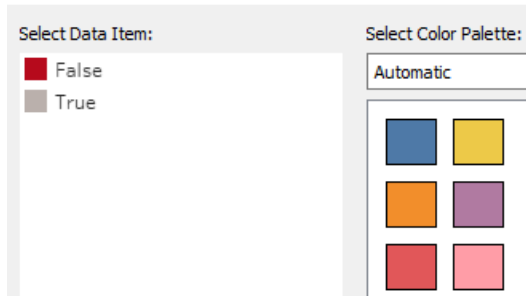 Select Data Item:
False
True
Select Color Palette:
Automatic